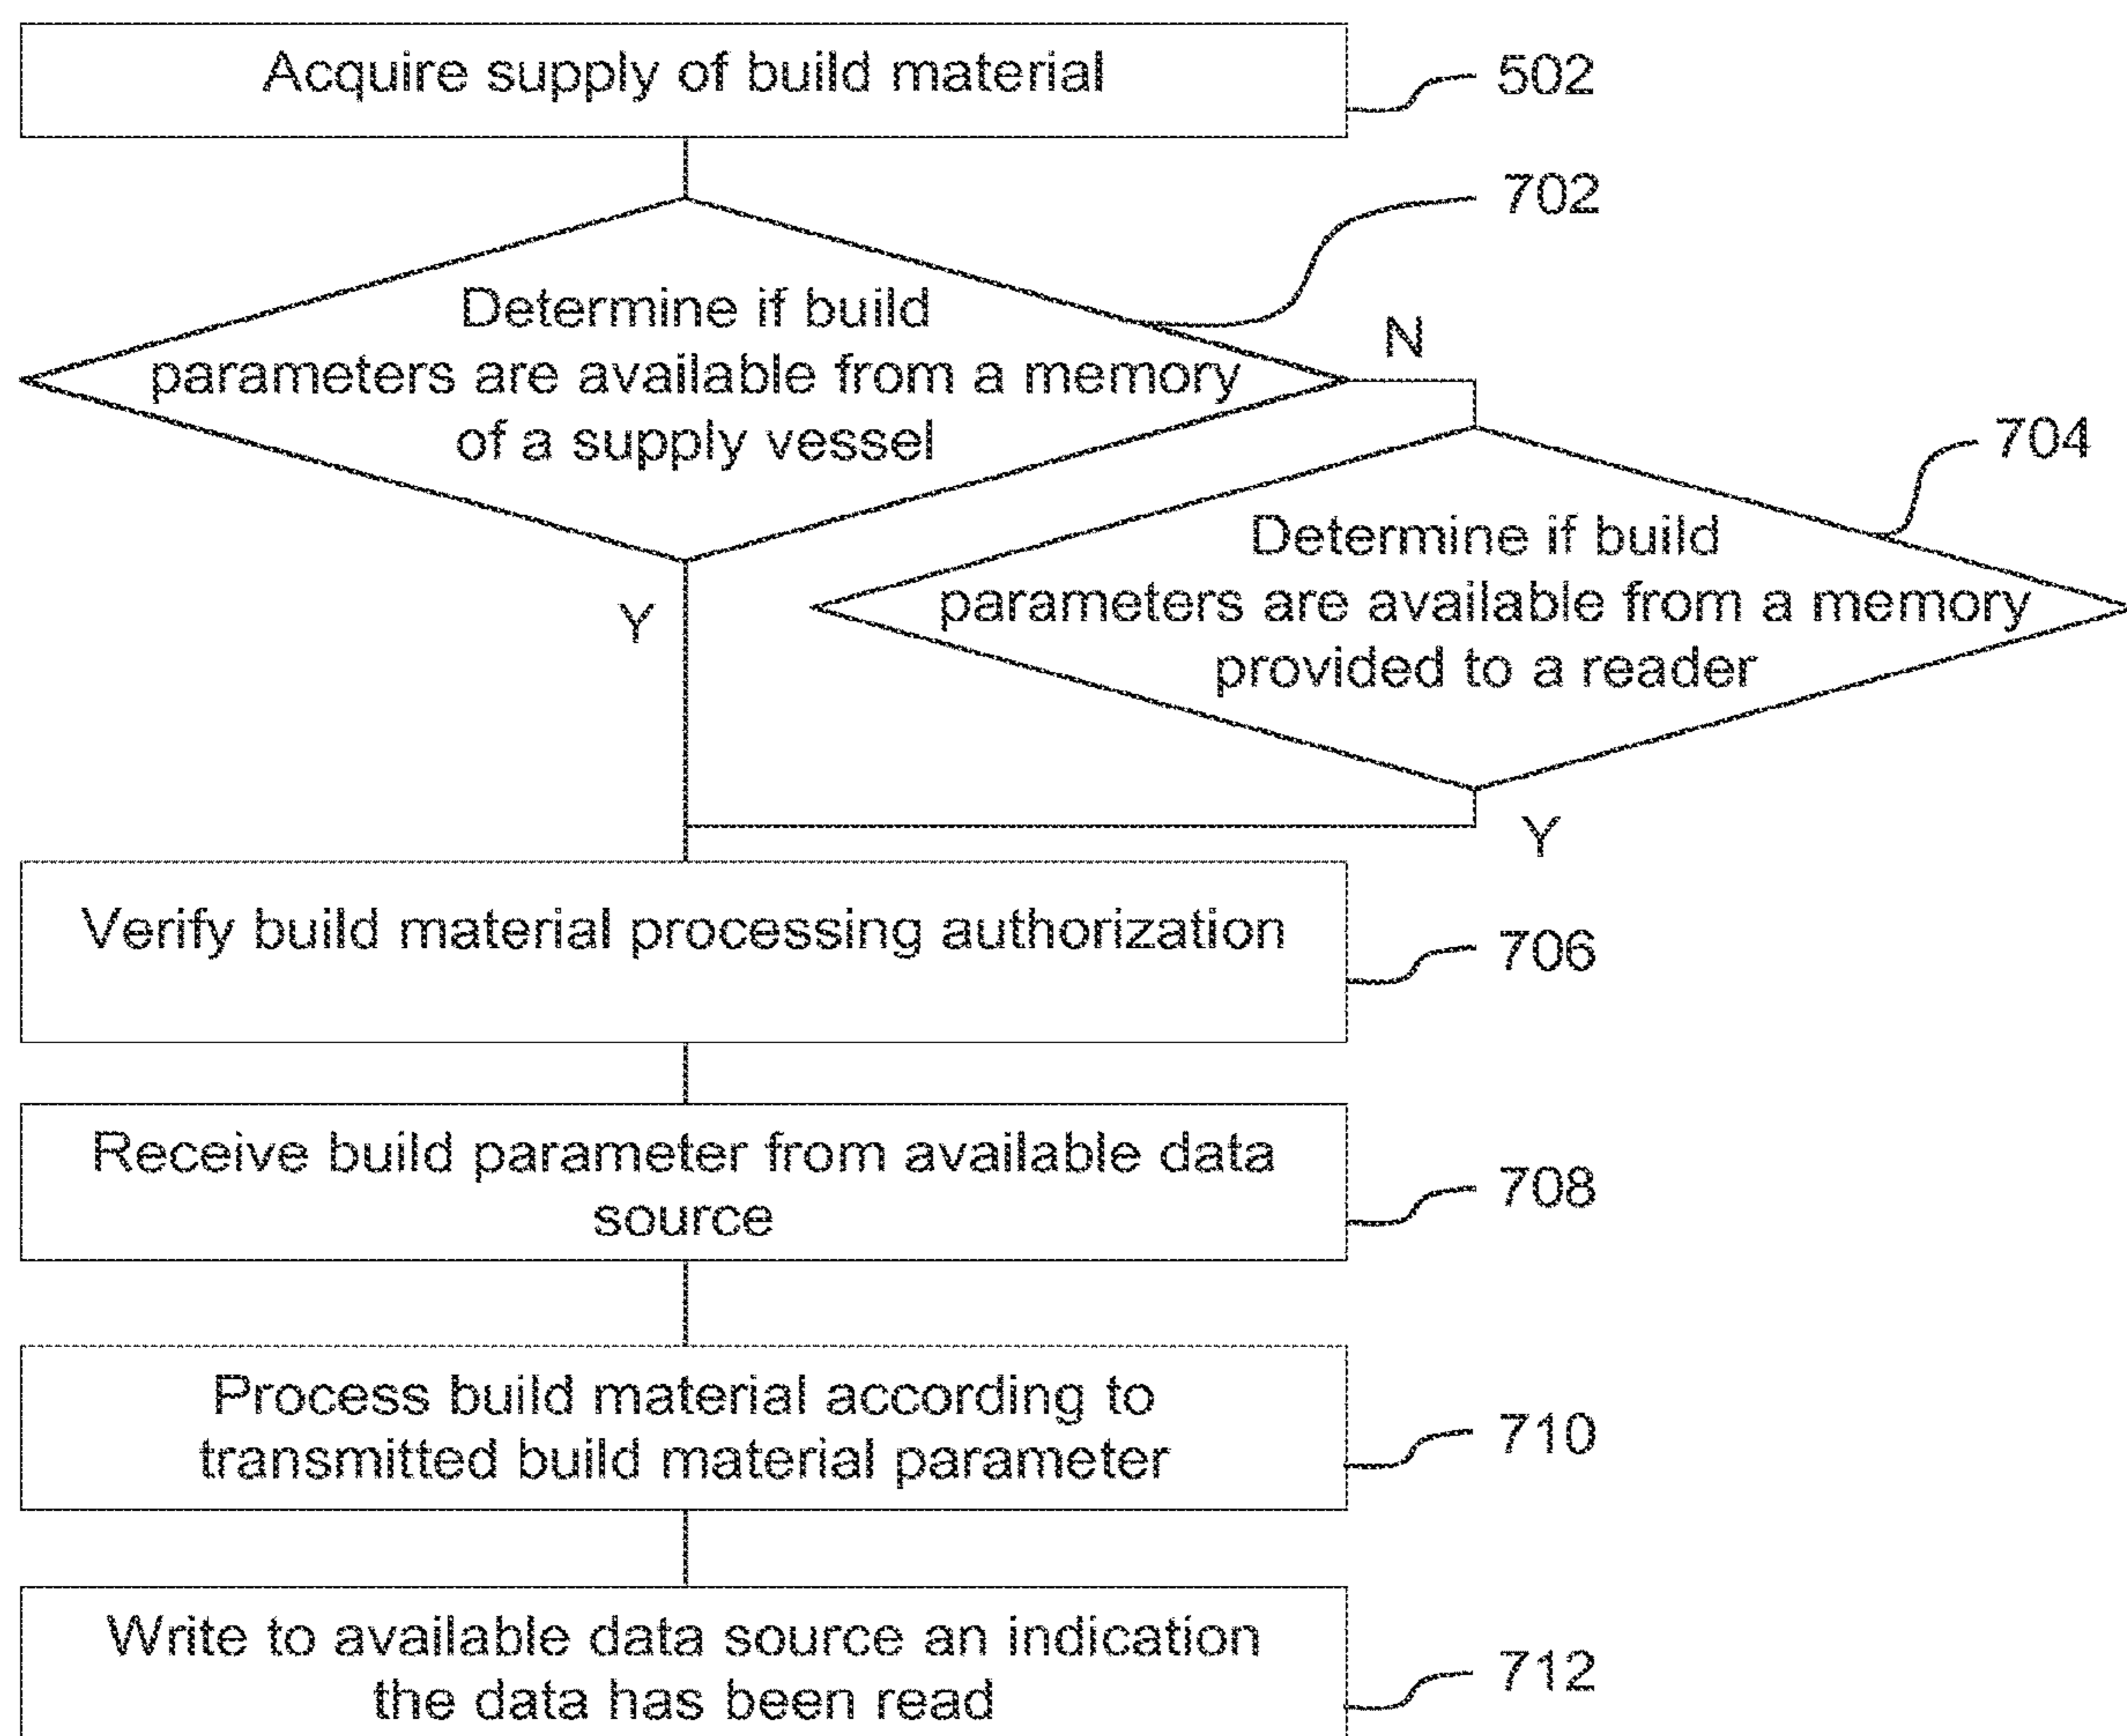 Acquire supply of build material
502
702
Determine if build
parameters are available from a memory
of a supply vessel
N
704
Determine if build
parameters are available from a memory
provided to a reader
Y
Y
Verify build material processing authorization
706
Receive build parameter from available data
source
708
Process build material according to
transmitted build material parameter
710
Write to available data source an indication
the data has been read
712